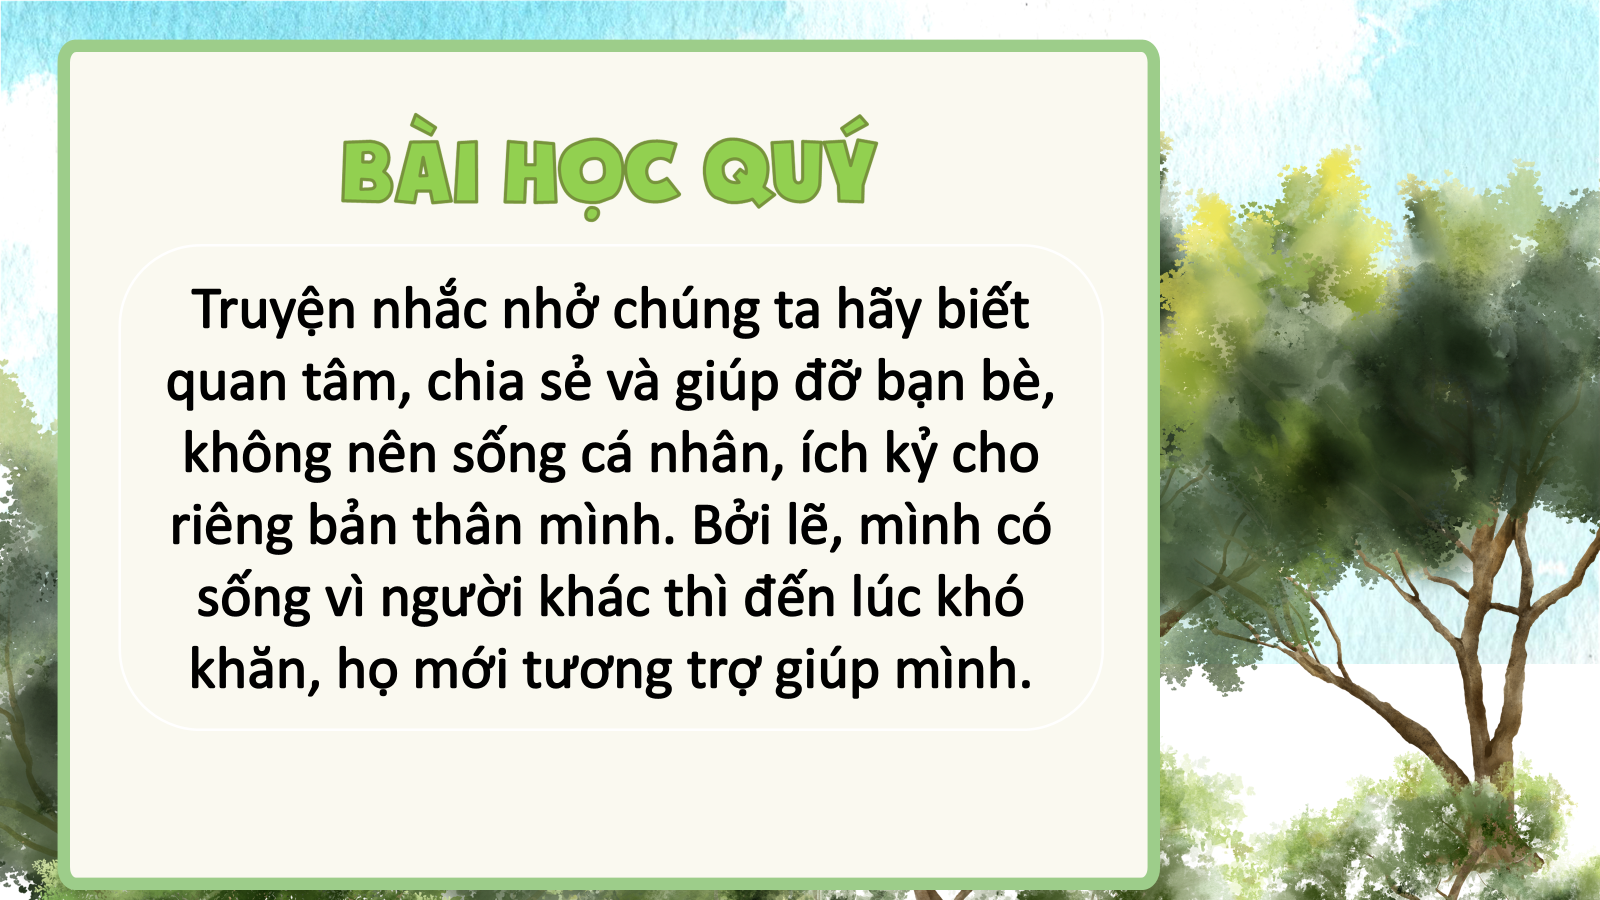 BÀI HỌC QUÝ
Truyện nhắc nhở chúng ta hãy biết
quan tâm, chia sẻ và giúp đỡ bạn bè,
không nên sống cá nhân, ích kỷ cho
riêng bản thân mình. Bởi lẽ, mình có
sống vì người khác thì đến lúc khó
khăn, họ mới tương trợ giúp mình.